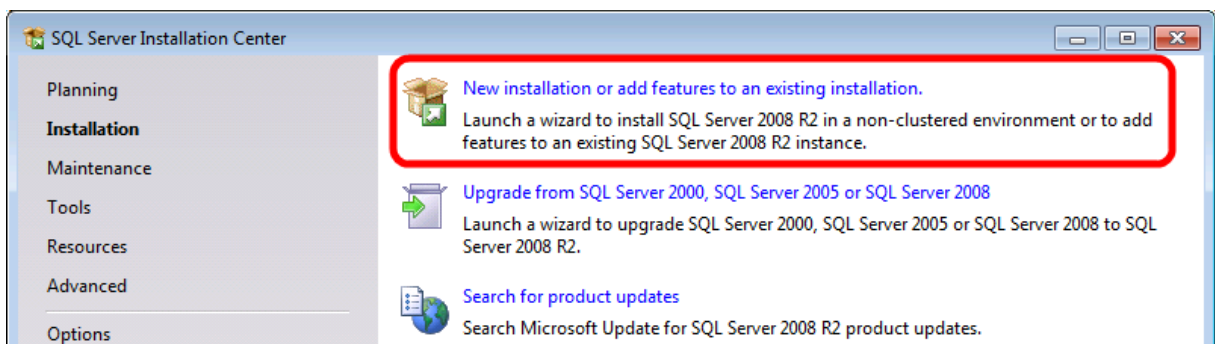 SQL Server Installation Center
Planning
Installation
Maintenance
Tools
Resources
Advanced
Options
New installation or add features to an existing installation.
Launch a wizard to install SQL Server 2008 R2 in a non-clustered environment or to add
features to an existing SQL Server 2008 R2 instance.
Upgrade from SQL Server 2000, SQL Server 2005 or SQL Server 2008
Launch a wizard to upgrade SQL Server 2000, SQL Server 2005 or SQL Server 2008 to SQL
Server 2008 R2.
Search for product updates
Search Microsoft Update for SQL Server 2008 R2 product updates.